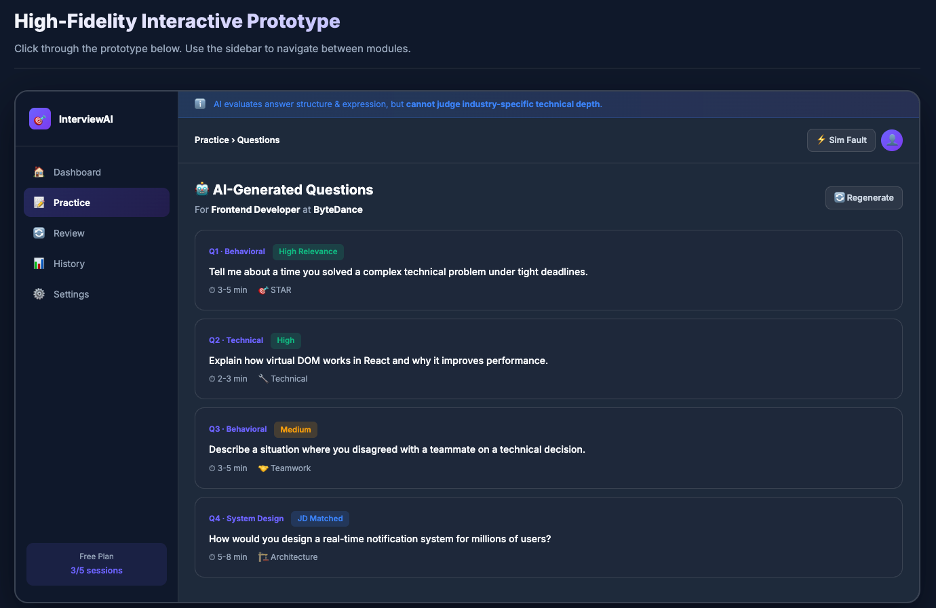 High-Fidelity Interactive Prototype
Click through the prototype below. Use the sidebar to navigate between modules.
InterviewAI
Dashboard
Practice
Review
History
Settings
Free Plan
3/5 sessions
AI evaluates answer structure & expression, but cannot judge industry-specific technical depth.
Practice › Questions
⚡ Sim Fault
🤖 AI-Generated Questions
For Frontend Developer at ByteDance
🔄 Regenerate
Q1 · Behavioral High Relevance
Tell me about a time you solved a complex technical problem under tight deadlines.
⏱ 3-5 min 🎯 STAR
Q2 · Technical High
Explain how virtual DOM works in React and why it improves performance.
⏱ 2-3 min 🔧 Technical
Q3 · Behavioral Medium
Describe a situation where you disagreed with a teammate on a technical decision.
⏱ 3-5 min 🤝 Teamwork
Q4 · System Design JD Matched
How would you design a real-time notification system for millions of users?
⏱ 5-8 min 🏗️ Architecture